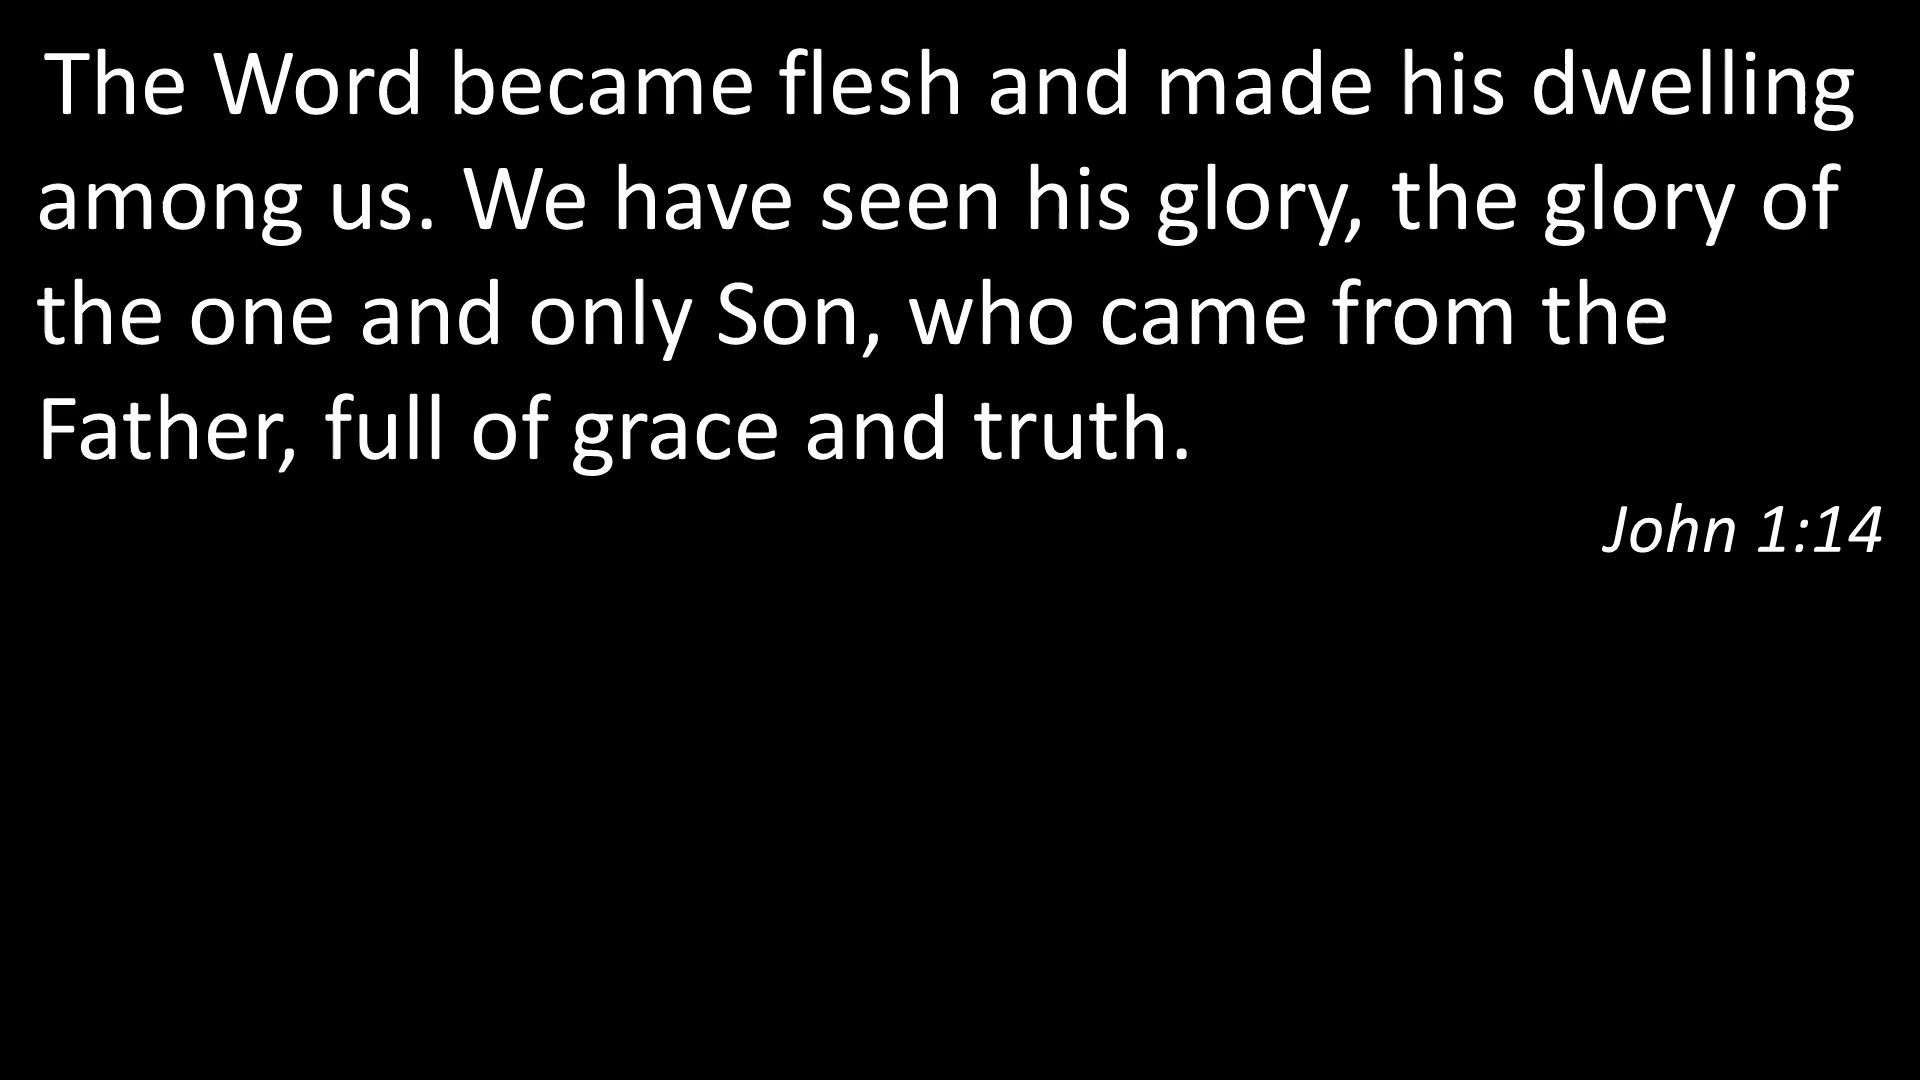 The Word became flesh and made his dwelling
among us. We have seen his glory, the glory of
the one and only Son, who came from the
Father, full of grace and truth.
John 1:14